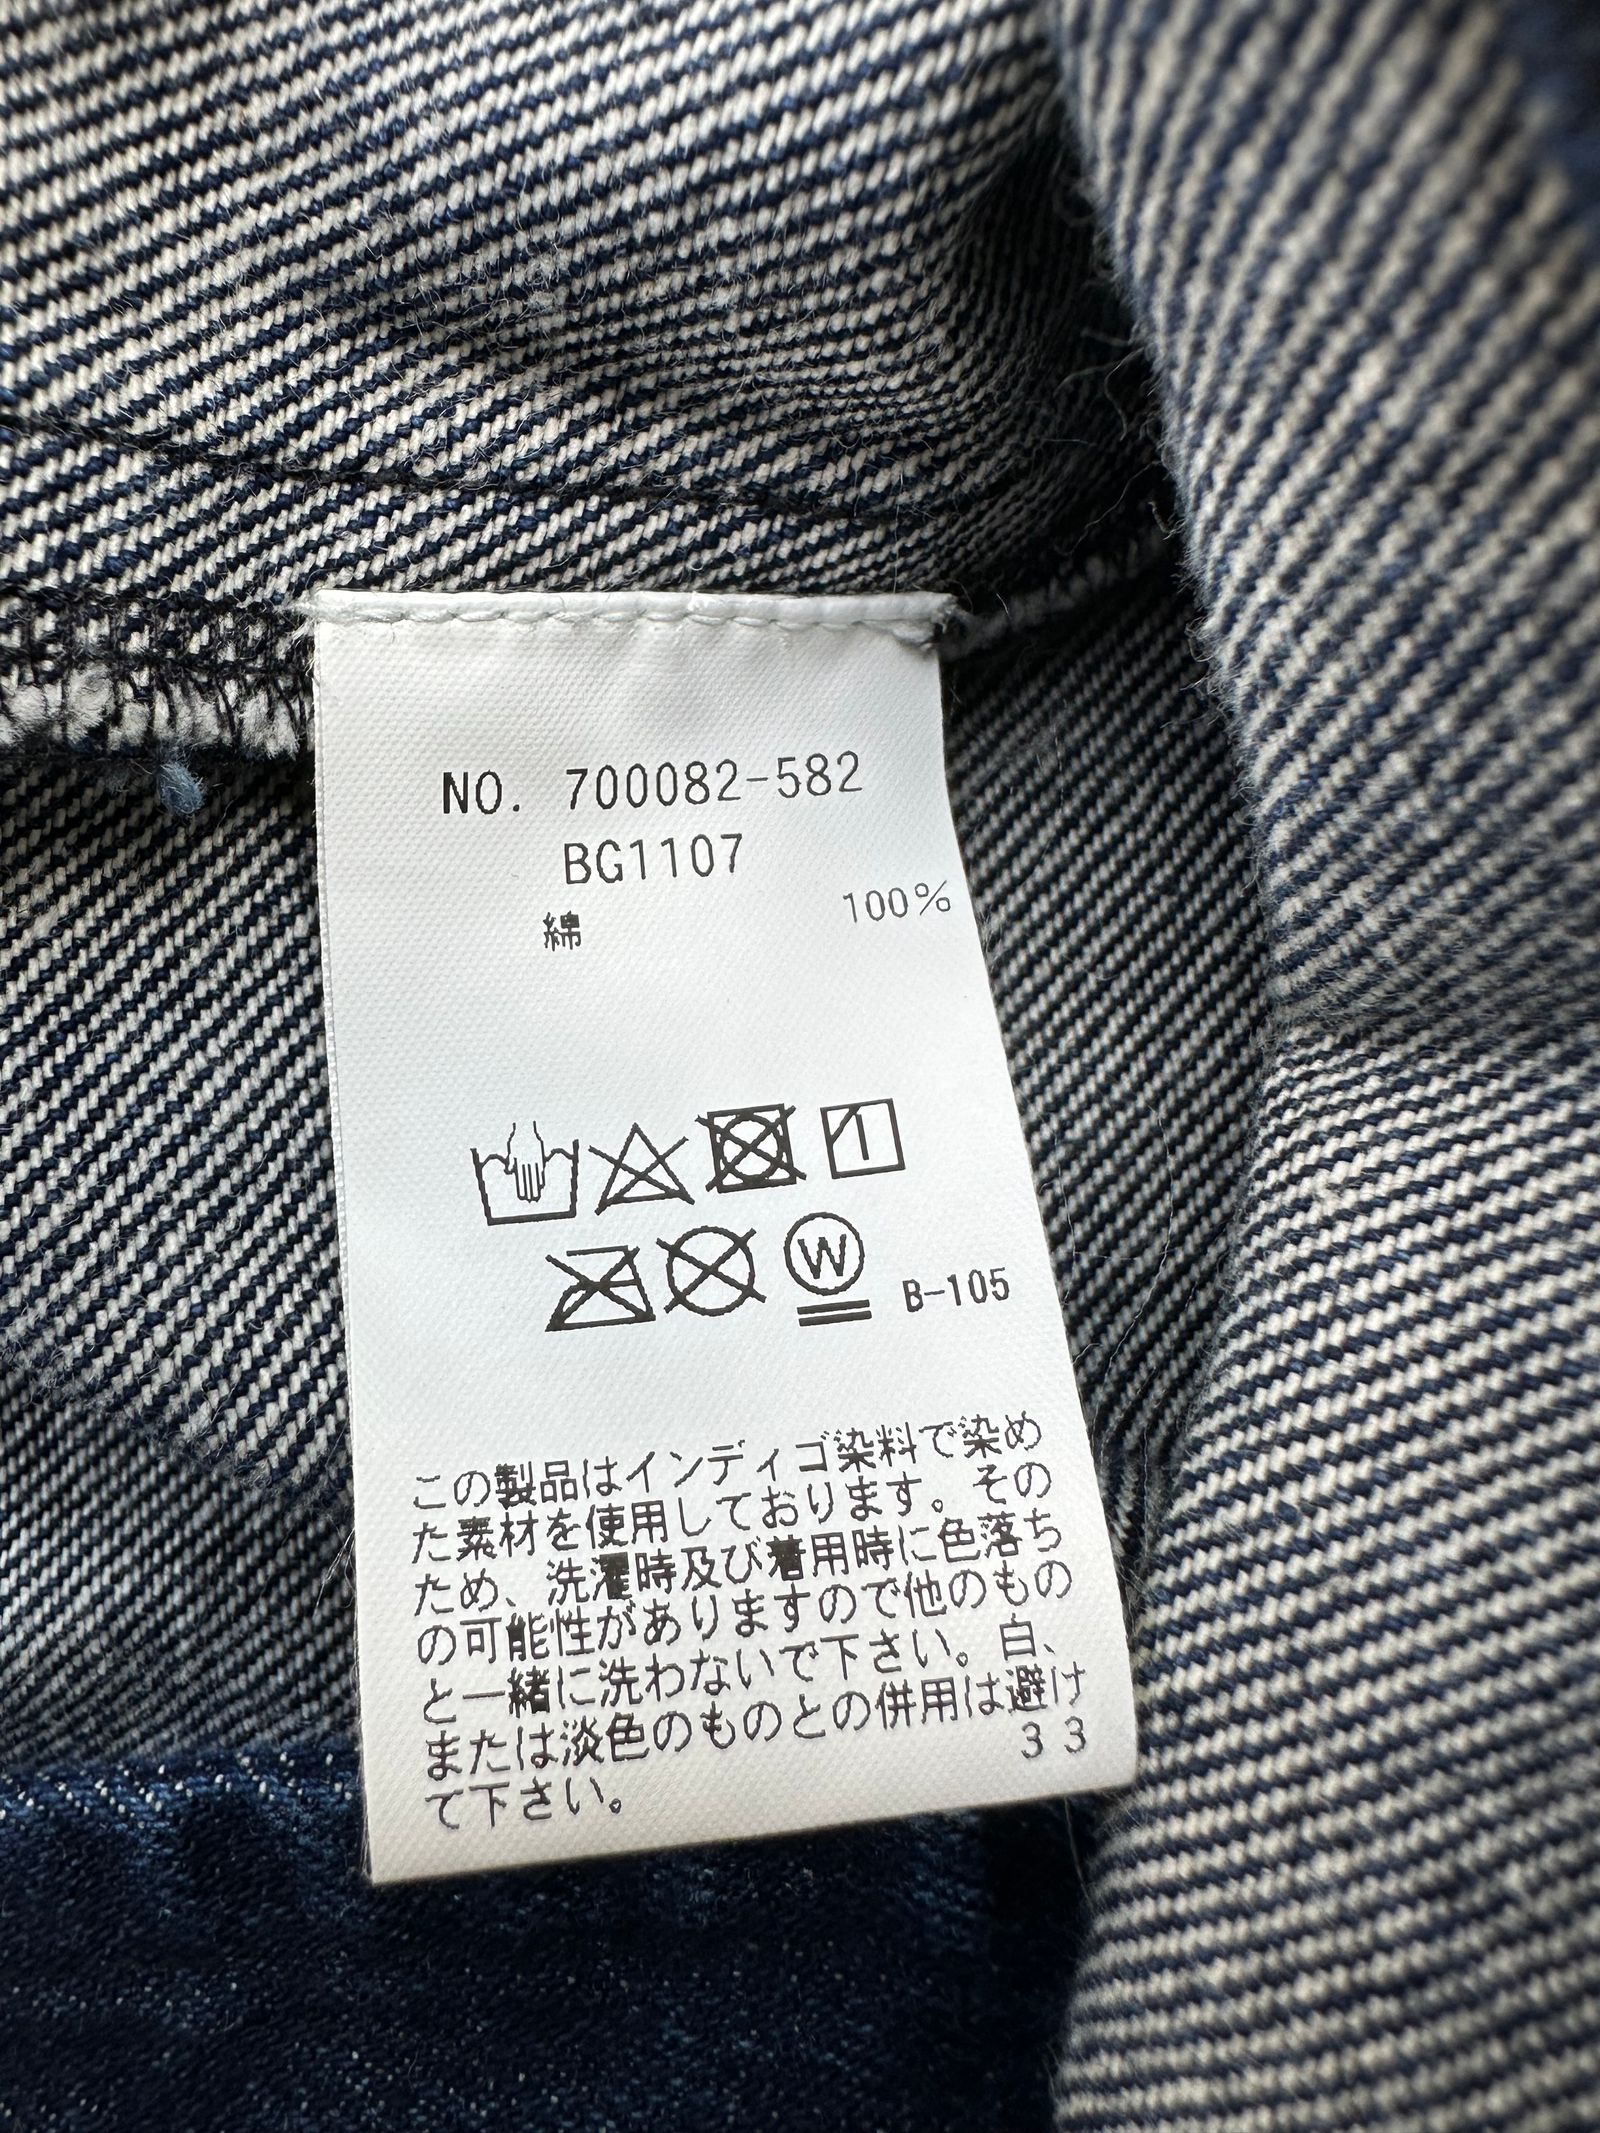 NO. 700082-582
BG1107
綿 100%
1
W B-105
この製品はインディゴ染料で染め
た素材を使用しております。その
ため、洗濯時及び着用時に色落ち
の可能性がありますので他のもの
と一緒に洗わないで下さい。白、
または淡色のものとの併用は避け
て下さい。 33